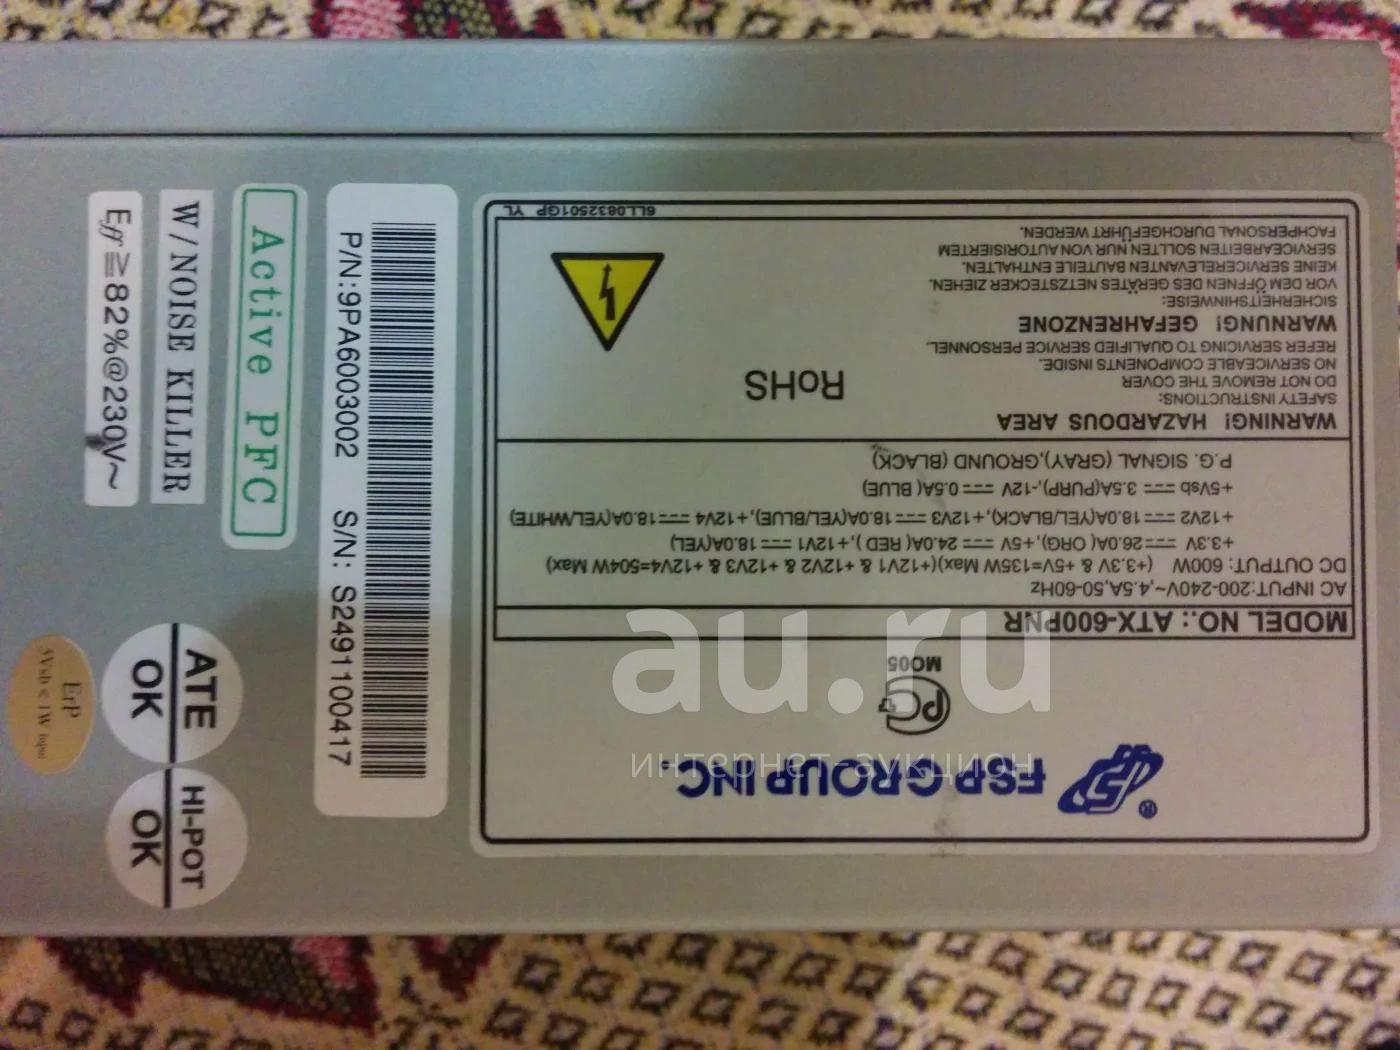 FSP GROUP INC.
MC05
MODEL NO.: ATX-600PNR
AC INPUT:200-240V~,4.5A,50-60Hz
DC OUTPUT: 600W (+3.3V & +5V=135W Max)(+12V1 & +12V2 & +12V3 & +12V4=504W Max)
+3.3V ⎓26.0A( ORG),+5V ⎓24.0A( RED ),+12V1 ⎓18.0A(YEL)
+12V2 ⎓18.0A(YEL/BLACK),+12V3 ⎓18.0A(YEL/BLUE),+12V4 ⎓18.0A(YEL/WHITE)
+5Vsb ⎓ 3.5A(PURP),-12V ⎓0.5A( BLUE)
P.G. SIGNAL (GRAY),GROUND (BLACK)
WARNING! HAZARDOUS AREA
SAFETY INSTRUCTIONS:
DO NOT REMOVE THE COVER
NO SERVICEABLE COMPONENTS INSIDE.
REFER SERVICING TO QUALIFIED SERVICE PERSONNEL.
WARNUNG! GEFAHRENZONE
SICHERHEITSHINWEISE:
VOR DEM ÖFFNEN DES GERÄTES NETZSTECKER ZIEHEN.
KEINE SERVICERELEVANTEN BAUTEILE ENTHALTEN.
SERVICEARBEITEN SOLLTEN NUR VON AUTORISIERTEM
FACHPERSONAL DURCHGEFÜHRT WERDEN.
RoHS
6LL0832501GP YL
P/N:9PA6003002 S/N: S2491100417
Active PFC
W/NOISE KILLER
Eff≧82%@230V~
ATE
OK
HI-POT
OK
ErP
5Vsb < 1W input
au.ru
интернет-аукцион